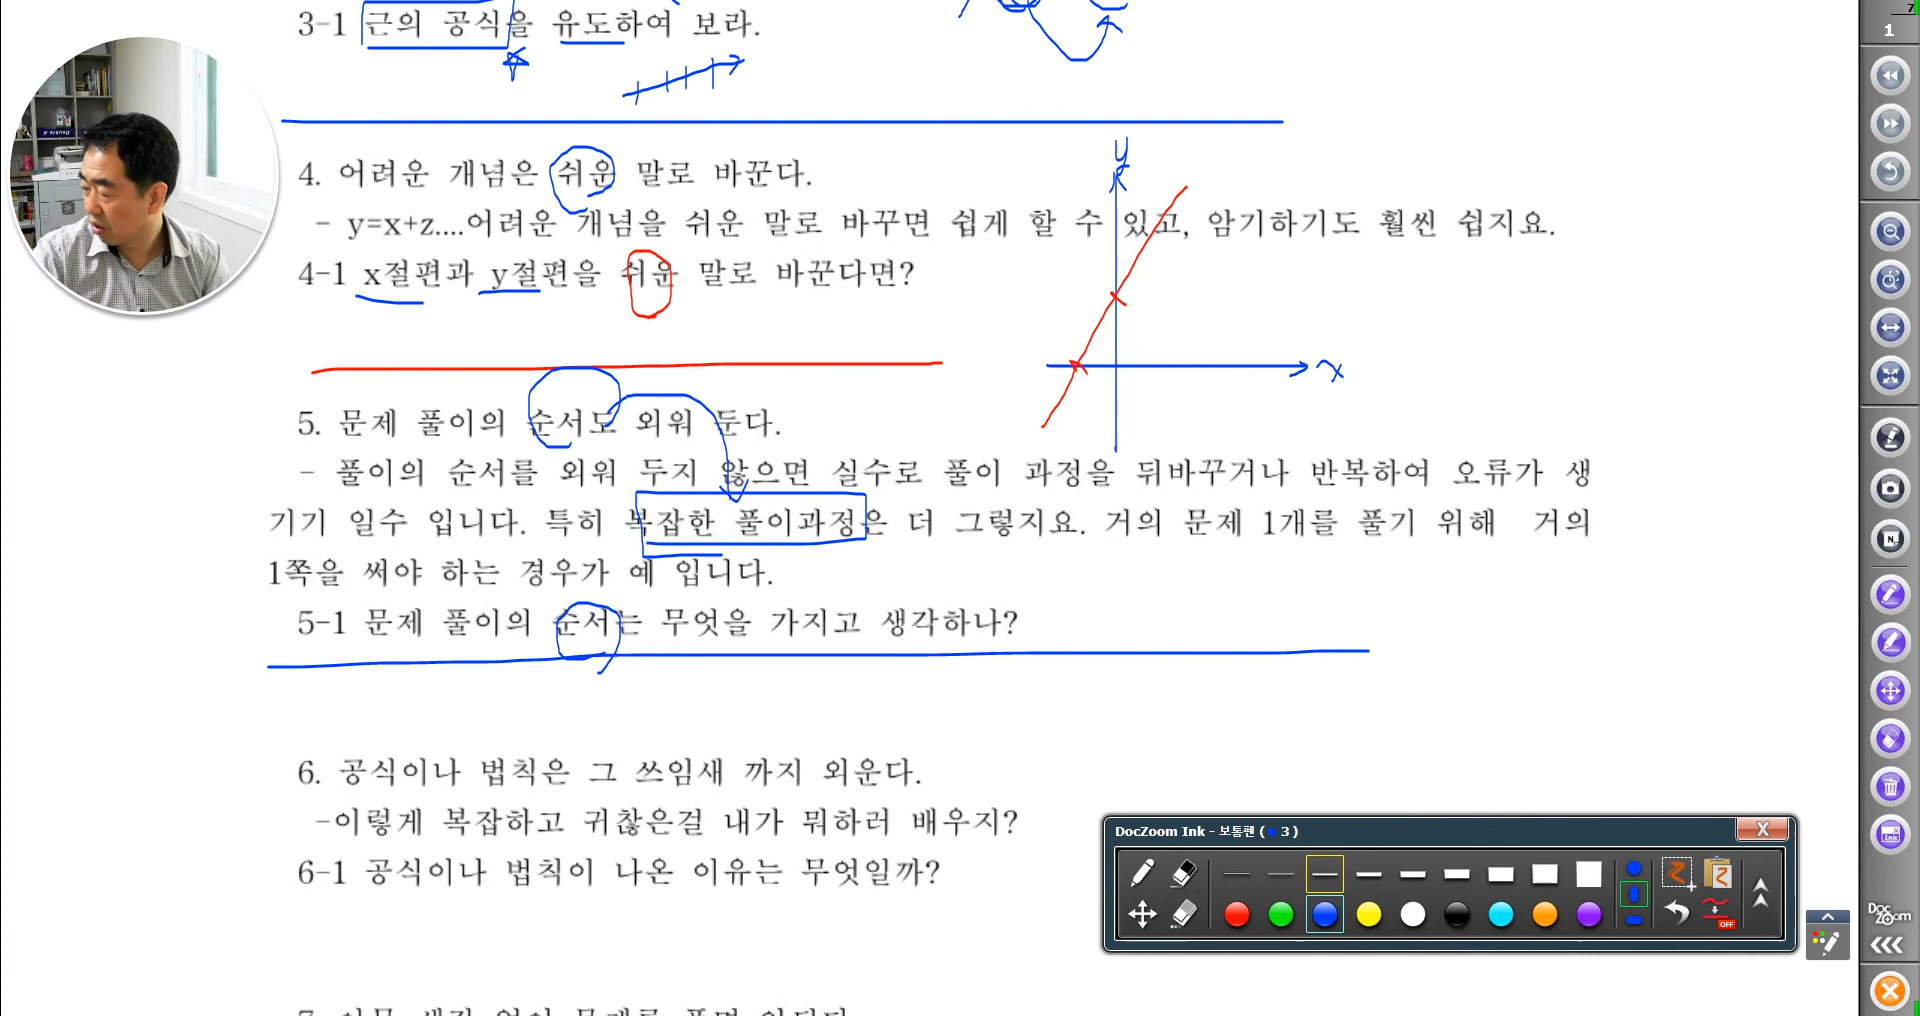 3-1 근의 공식을 유도하여 보라.
4. 어려운 개념은 쉬운 말로 바꾼다.
- y=x+z....어려운 개념을 쉬운 말로 바꾸면 쉽게 할 수 있고, 암기하기도 훨씬 쉽지요.
4-1 x절편과 y절편을 쉬운 말로 바꾼다면?
y
x
5. 문제 풀이의 순서도 외워 둔다.
- 풀이의 순서를 외워 두지 않으면 실수로 풀이 과정을 뒤바꾸거나 반복하여 오류가 생
기기 일수 입니다. 특히 복잡한 풀이과정은 더 그렇지요. 거의 문제 1개를 풀기 위해 거의
1쪽을 써야 하는 경우가 예 입니다.
5-1 문제 풀이의 순서는 무엇을 가지고 생각하나?
6. 공식이나 법칙은 그 쓰임새 까지 외운다.
-이렇게 복잡하고 귀찮은걸 내가 뭐하러 배우지?
6-1 공식이나 법칙이 나온 이유는 무엇일까?
DocZoom Ink - 보통펜 ( 3 )
X
OFF
7
1
N
Ink
Doc
Zoom